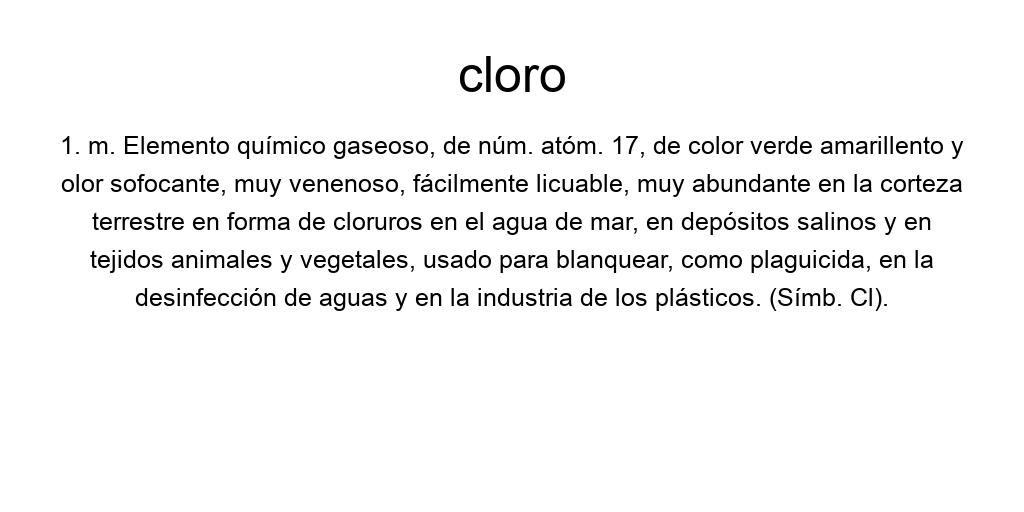 cloro
1. m. Elemento químico gaseoso, de núm. atóm. 17, de color verde amarillento y
olor sofocante, muy venenoso, fácilmente licuable, muy abundante en la corteza
terrestre en forma de cloruros en el agua de mar, en depósitos salinos y en
tejidos animales y vegetales, usado para blanquear, como plaguicida, en la
desinfección de aguas y en la industria de los plásticos. (Símb. Cl).